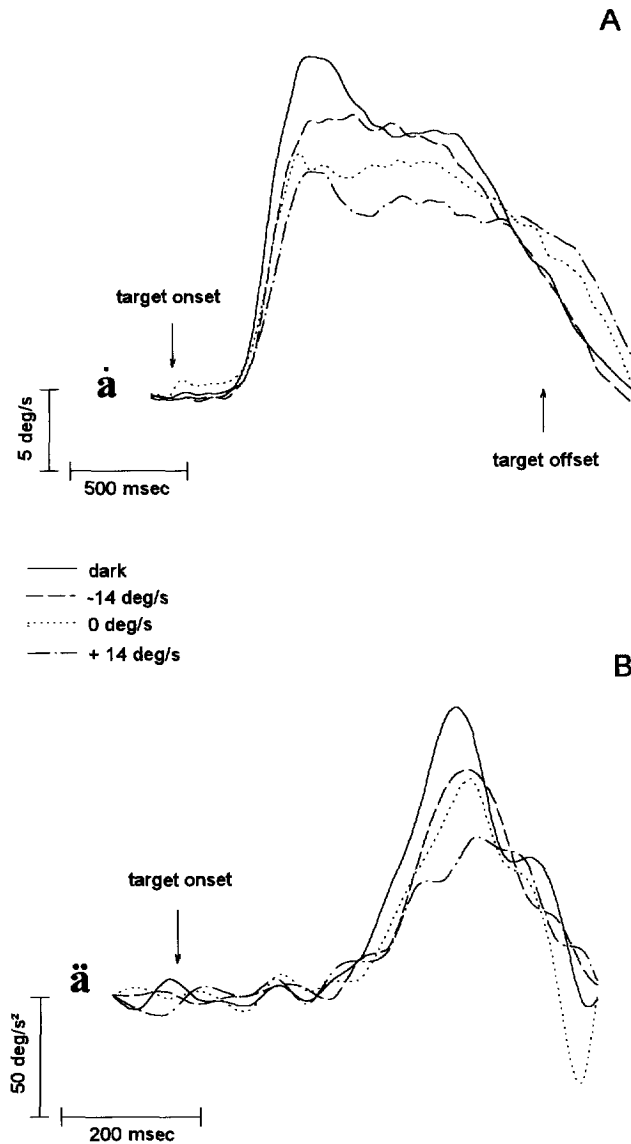 A
target onset
ȧ
5 deg/s
500 msec
target offset
dark
-14 deg/s
0 deg/s
+ 14 deg/s
B
target onset
ä
50 deg/s²
200 msec